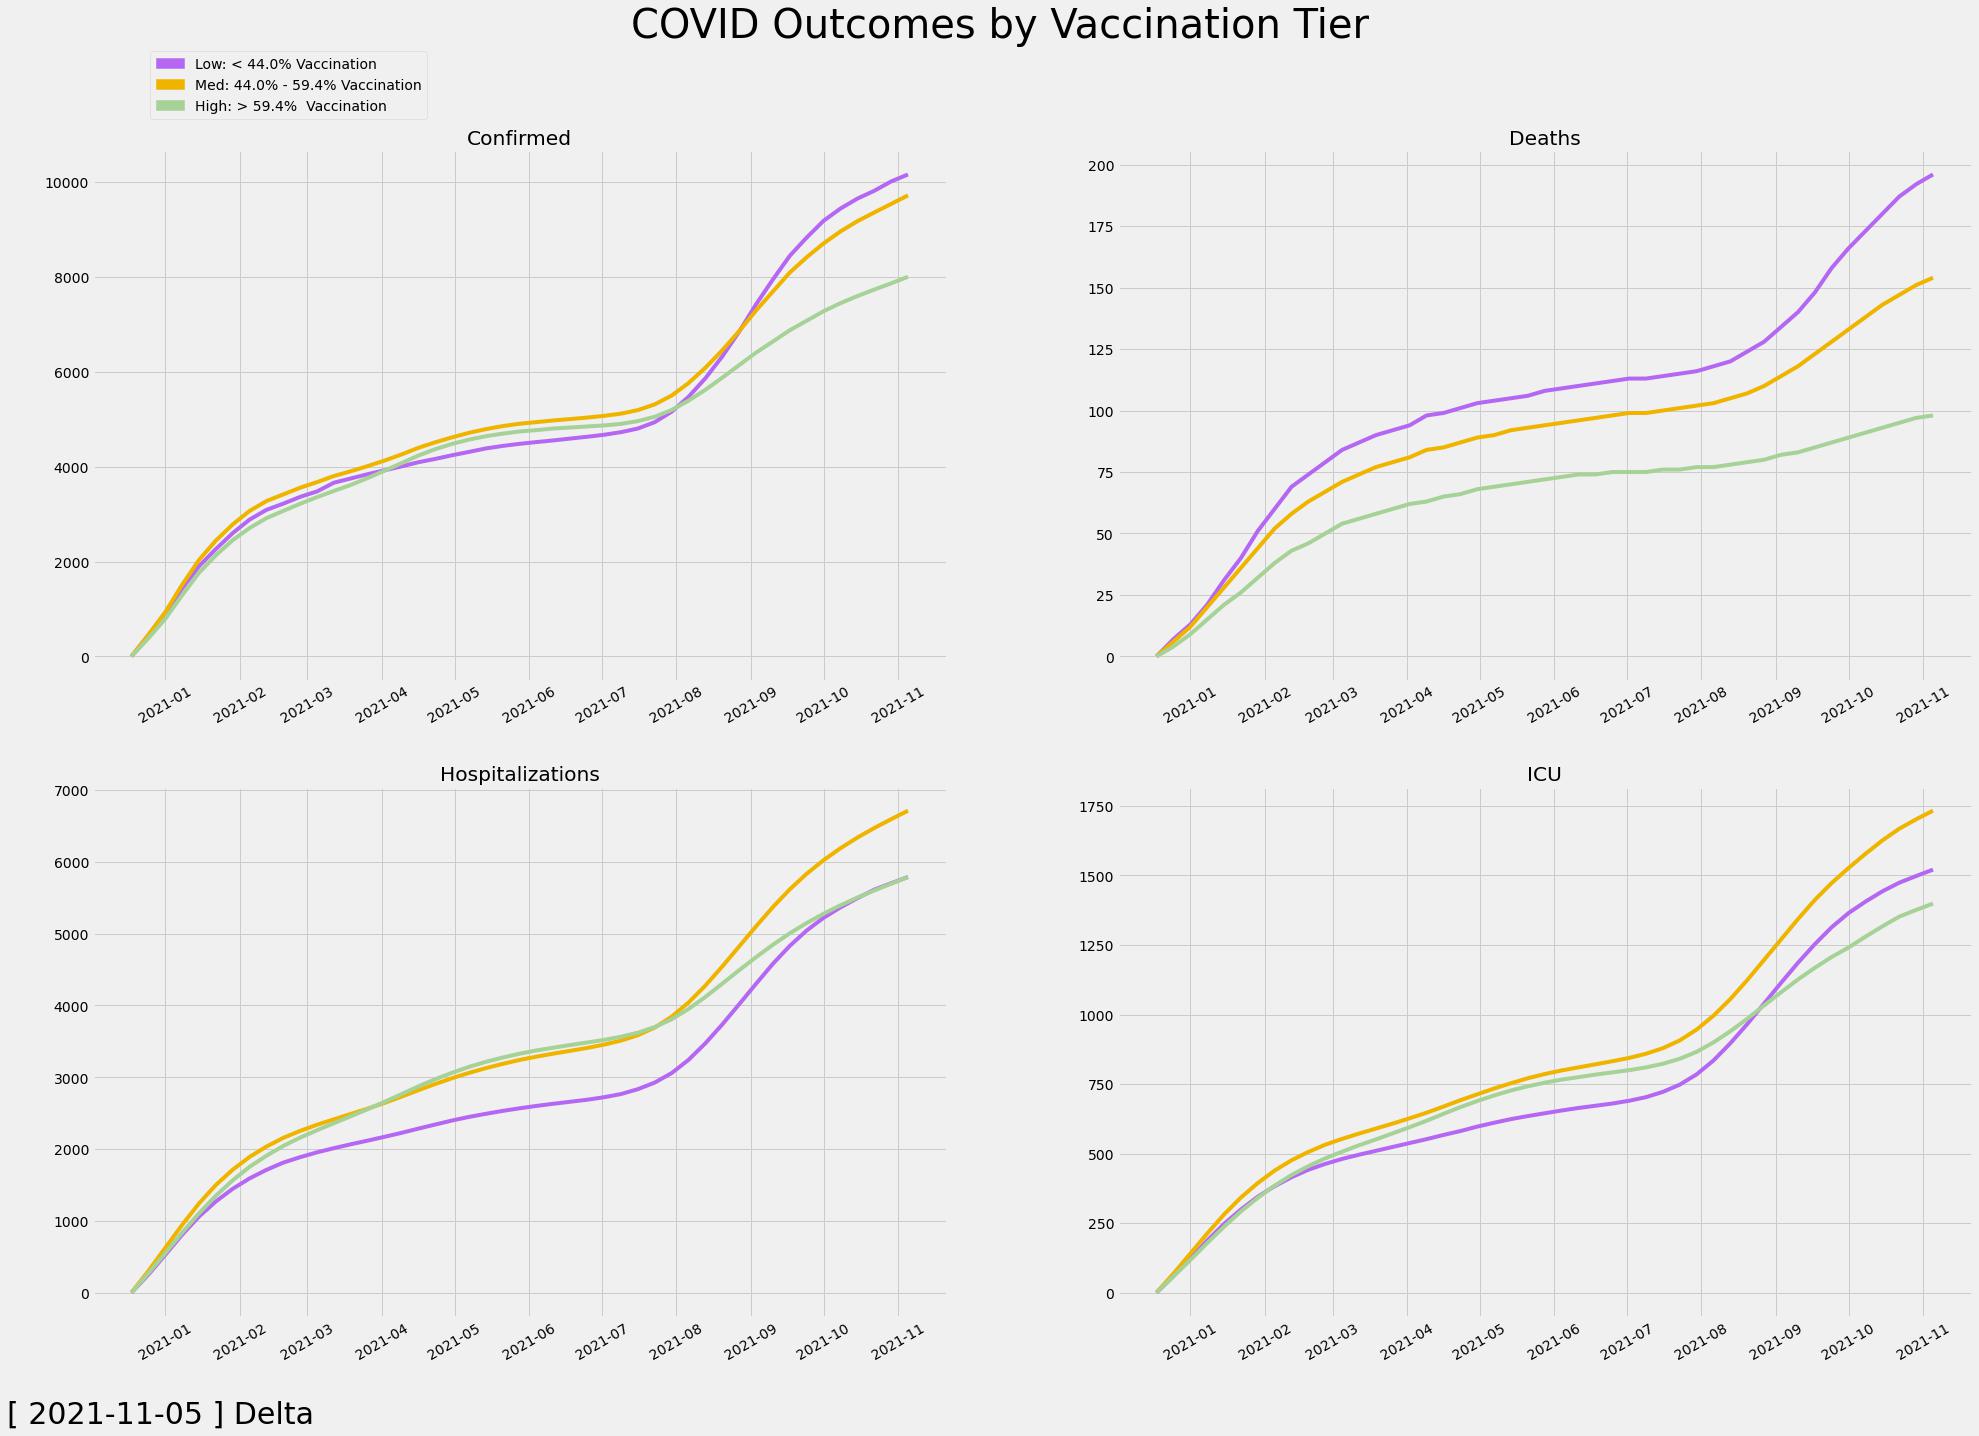 COVID Outcomes by Vaccination Tier
Low: < 44.0% Vaccination
Med: 44.0% - 59.4% Vaccination
High: > 59.4%  Vaccination
Confirmed
10000
8000
6000
4000
2000
0
2021-01 2021-02 2021-03 2021-04 2021-05 2021-06 2021-07 2021-08 2021-09 2021-10 2021-11
Deaths
200
175
150
125
100
75
50
25
0
2021-01 2021-02 2021-03 2021-04 2021-05 2021-06 2021-07 2021-08 2021-09 2021-10 2021-11
Hospitalizations
7000
6000
5000
4000
3000
2000
1000
0
2021-01 2021-02 2021-03 2021-04 2021-05 2021-06 2021-07 2021-08 2021-09 2021-10 2021-11
ICU
1750
1500
1250
1000
750
500
250
0
2021-01 2021-02 2021-03 2021-04 2021-05 2021-06 2021-07 2021-08 2021-09 2021-10 2021-11
[ 2021-11-05 ] Delta